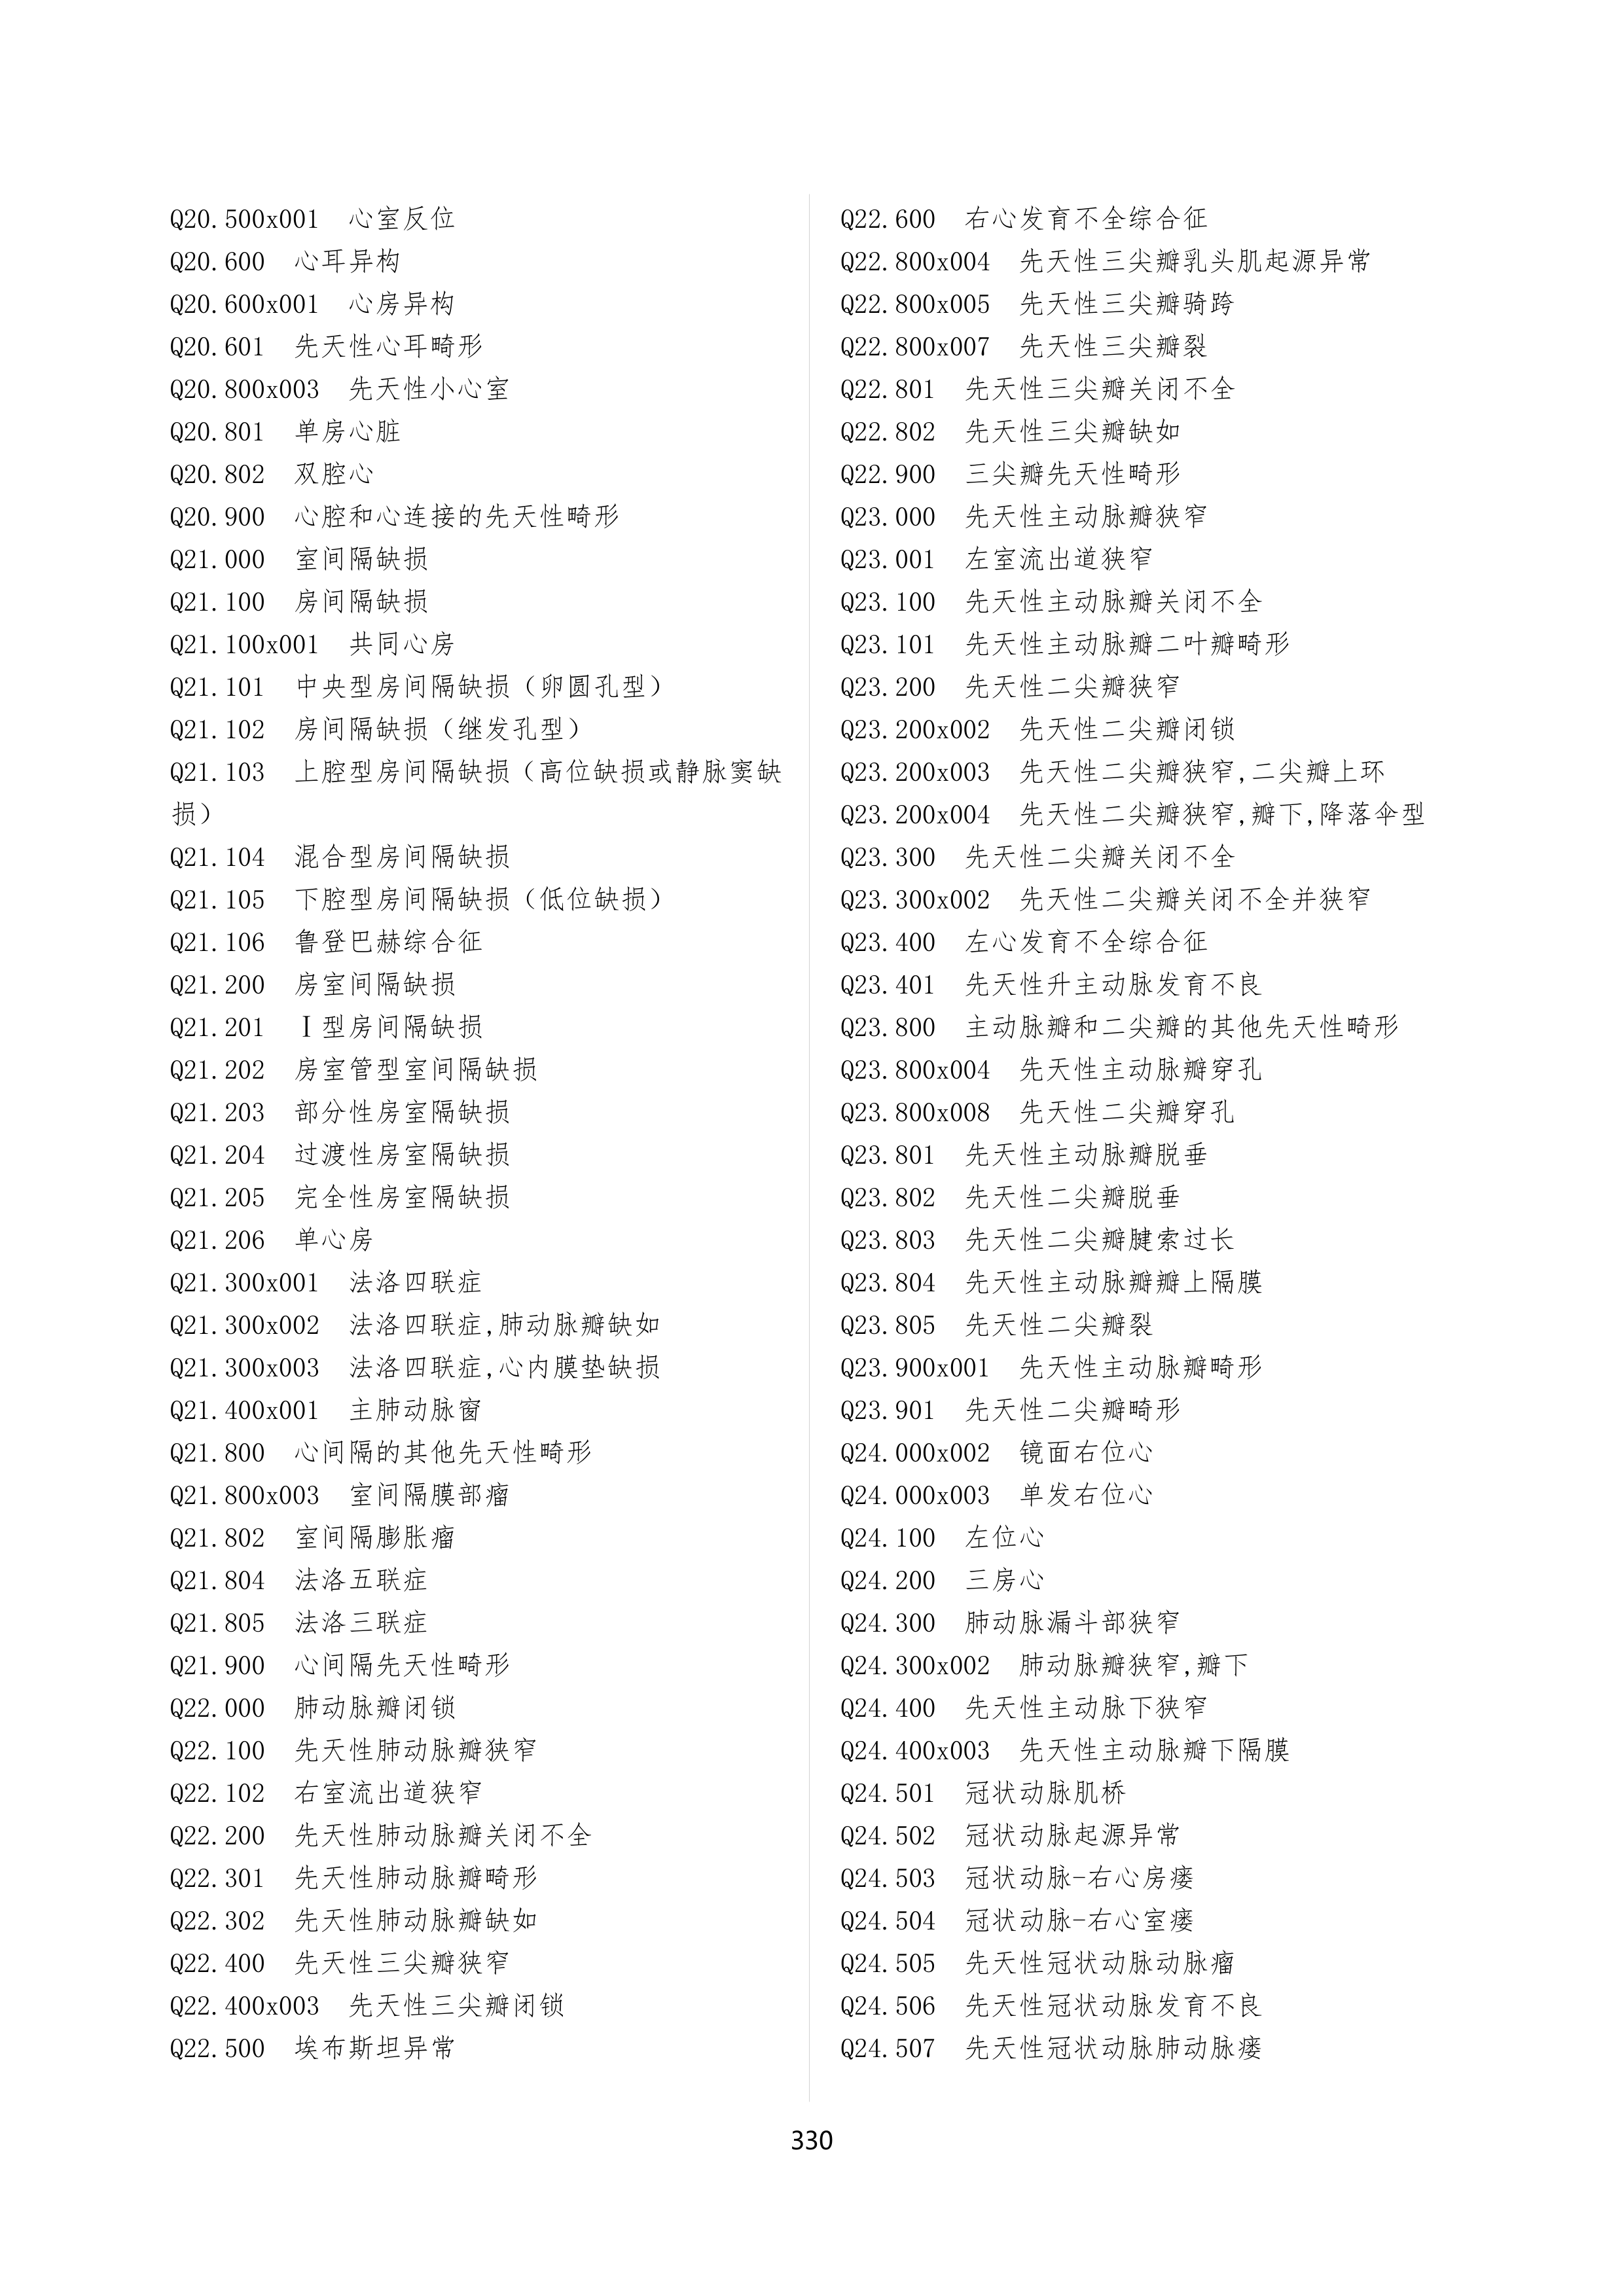 Q20.500x001 心室反位
Q20.600 心耳异构
Q20.600x001 心房异构
Q20.601 先天性心耳畸形
Q20.800x003 先天性小心室
Q20.801 单房心脏
Q20.802 双腔心
Q20.900 心腔和心连接的先天性畸形
Q21.000 室间隔缺损
Q21.100 房间隔缺损
Q21.100x001 共同心房
Q21.101 中央型房间隔缺损（卵圆孔型）
Q21.102 房间隔缺损（继发孔型）
Q21.103 上腔型房间隔缺损（高位缺损或静脉窦缺
损）
Q21.104 混合型房间隔缺损
Q21.105 下腔型房间隔缺损（低位缺损）
Q21.106 鲁登巴赫综合征
Q21.200 房室间隔缺损
Q21.201 Ⅰ型房间隔缺损
Q21.202 房室管型室间隔缺损
Q21.203 部分性房室隔缺损
Q21.204 过渡性房室隔缺损
Q21.205 完全性房室隔缺损
Q21.206 单心房
Q21.300x001 法洛四联症
Q21.300x002 法洛四联症,肺动脉瓣缺如
Q21.300x003 法洛四联症,心内膜垫缺损
Q21.400x001 主肺动脉窗
Q21.800 心间隔的其他先天性畸形
Q21.800x003 室间隔膜部瘤
Q21.802 室间隔膨胀瘤
Q21.804 法洛五联症
Q21.805 法洛三联症
Q21.900 心间隔先天性畸形
Q22.000 肺动脉瓣闭锁
Q22.100 先天性肺动脉瓣狭窄
Q22.102 右室流出道狭窄
Q22.200 先天性肺动脉瓣关闭不全
Q22.301 先天性肺动脉瓣畸形
Q22.302 先天性肺动脉瓣缺如
Q22.400 先天性三尖瓣狭窄
Q22.400x003 先天性三尖瓣闭锁
Q22.500 埃布斯坦异常
Q22.600 右心发育不全综合征
Q22.800x004 先天性三尖瓣乳头肌起源异常
Q22.800x005 先天性三尖瓣骑跨
Q22.800x007 先天性三尖瓣裂
Q22.801 先天性三尖瓣关闭不全
Q22.802 先天性三尖瓣缺如
Q22.900 三尖瓣先天性畸形
Q23.000 先天性主动脉瓣狭窄
Q23.001 左室流出道狭窄
Q23.100 先天性主动脉瓣关闭不全
Q23.101 先天性主动脉瓣二叶瓣畸形
Q23.200 先天性二尖瓣狭窄
Q23.200x002 先天性二尖瓣闭锁
Q23.200x003 先天性二尖瓣狭窄,二尖瓣上环
Q23.200x004 先天性二尖瓣狭窄,瓣下,降落伞型
Q23.300 先天性二尖瓣关闭不全
Q23.300x002 先天性二尖瓣关闭不全并狭窄
Q23.400 左心发育不全综合征
Q23.401 先天性升主动脉发育不良
Q23.800 主动脉瓣和二尖瓣的其他先天性畸形
Q23.800x004 先天性主动脉瓣穿孔
Q23.800x008 先天性二尖瓣穿孔
Q23.801 先天性主动脉瓣脱垂
Q23.802 先天性二尖瓣脱垂
Q23.803 先天性二尖瓣腱索过长
Q23.804 先天性主动脉瓣瓣上隔膜
Q23.805 先天性二尖瓣裂
Q23.900x001 先天性主动脉瓣畸形
Q23.901 先天性二尖瓣畸形
Q24.000x002 镜面右位心
Q24.000x003 单发右位心
Q24.100 左位心
Q24.200 三房心
Q24.300 肺动脉漏斗部狭窄
Q24.300x002 肺动脉瓣狭窄,瓣下
Q24.400 先天性主动脉下狭窄
Q24.400x003 先天性主动脉瓣下隔膜
Q24.501 冠状动脉肌桥
Q24.502 冠状动脉起源异常
Q24.503 冠状动脉-右心房瘘
Q24.504 冠状动脉-右心室瘘
Q24.505 先天性冠状动脉动脉瘤
Q24.506 先天性冠状动脉发育不良
Q24.507 先天性冠状动脉肺动脉瘘
330